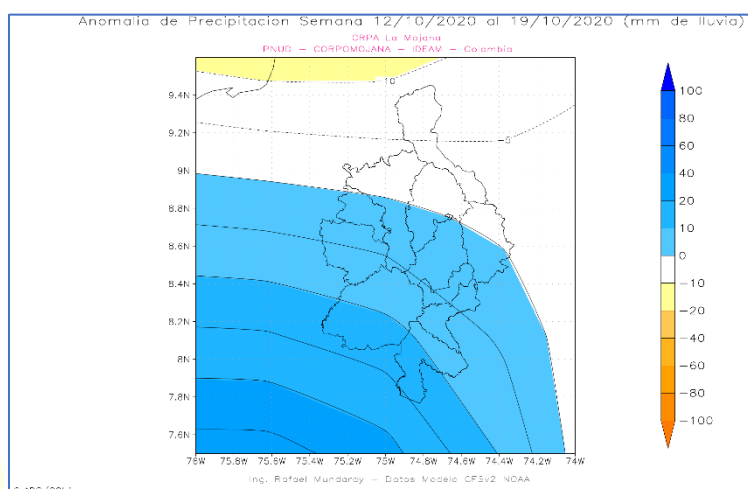 Anomalia de Precipitacion Semana 12/10/2020 al 19/10/2020 (mm de lluvia)
CRPA La Mojana
PNUD – CORPOMOJANA – IDEAM – Colombia
9.4N
9.2N
9N
8.8N
8.6N
8.4N
8.2N
8N
7.8N
7.6N
-10
-5
76W 75.8W 75.6W 75.4W 75.2W 75W 74.8W 74.6W 74.4W 74.2W 74W
100
80
60
40
30
20
10
0
-10
-20
-30
-40
-60
-80
-100
Ing. Rafael Mundaray – Datos Modelo CFSv2 NOAA